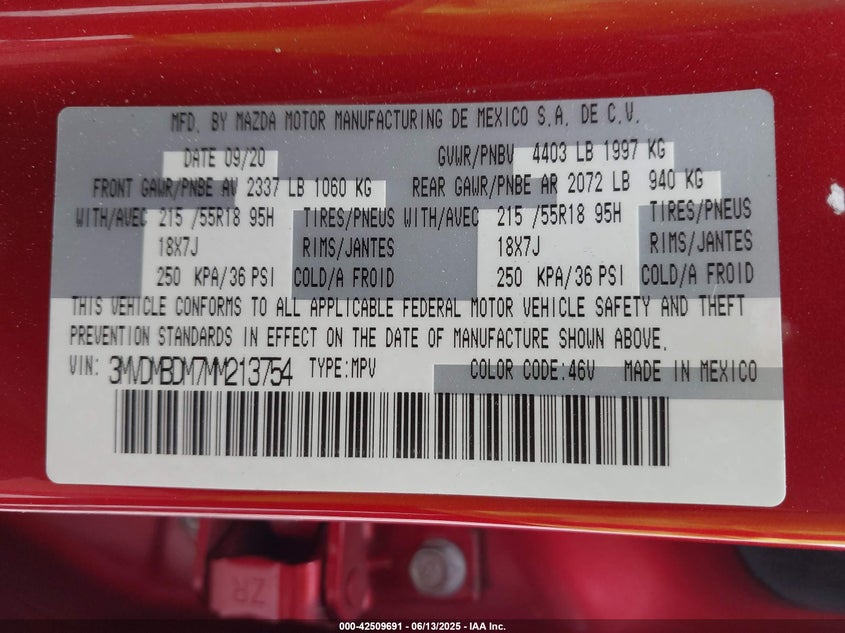 MFD. BY MAZDA MOTOR MANUFACTURING DE MEXICO S.A. DE C.V.
DATE 09/20 GVWR/PNBV 4403 LB 1997 KG
FRONT GAWR/PNBE AV 2337 LB 1060 KG REAR GAWR/PNBE AR 2072 LB 940 KG
WITH/AVEC 215 /55R18 95H TIRES/PNEUS WITH/AVEC 215 /55R18 95H TIRES/PNEUS
18X7J RIMS/JANTES 18X7J RIMS/JANTES
250 KPA/36 PSI COLD/A FROID 250 KPA/36 PSI COLD/A FROID
THIS VEHICLE CONFORMS TO ALL APPLICABLE FEDERAL MOTOR VEHICLE SAFETY AND THEFT
PREVENTION STANDARDS IN EFFECT ON THE DATE OF MANUFACTURE SHOWN ABOVE.
VIN: 3MVDMBDM7MM213754 TYPE:MPV COLOR CODE:46V MADE IN MEXICO
ZR
000-42509691 - 06/13/2025 - IAA Inc.